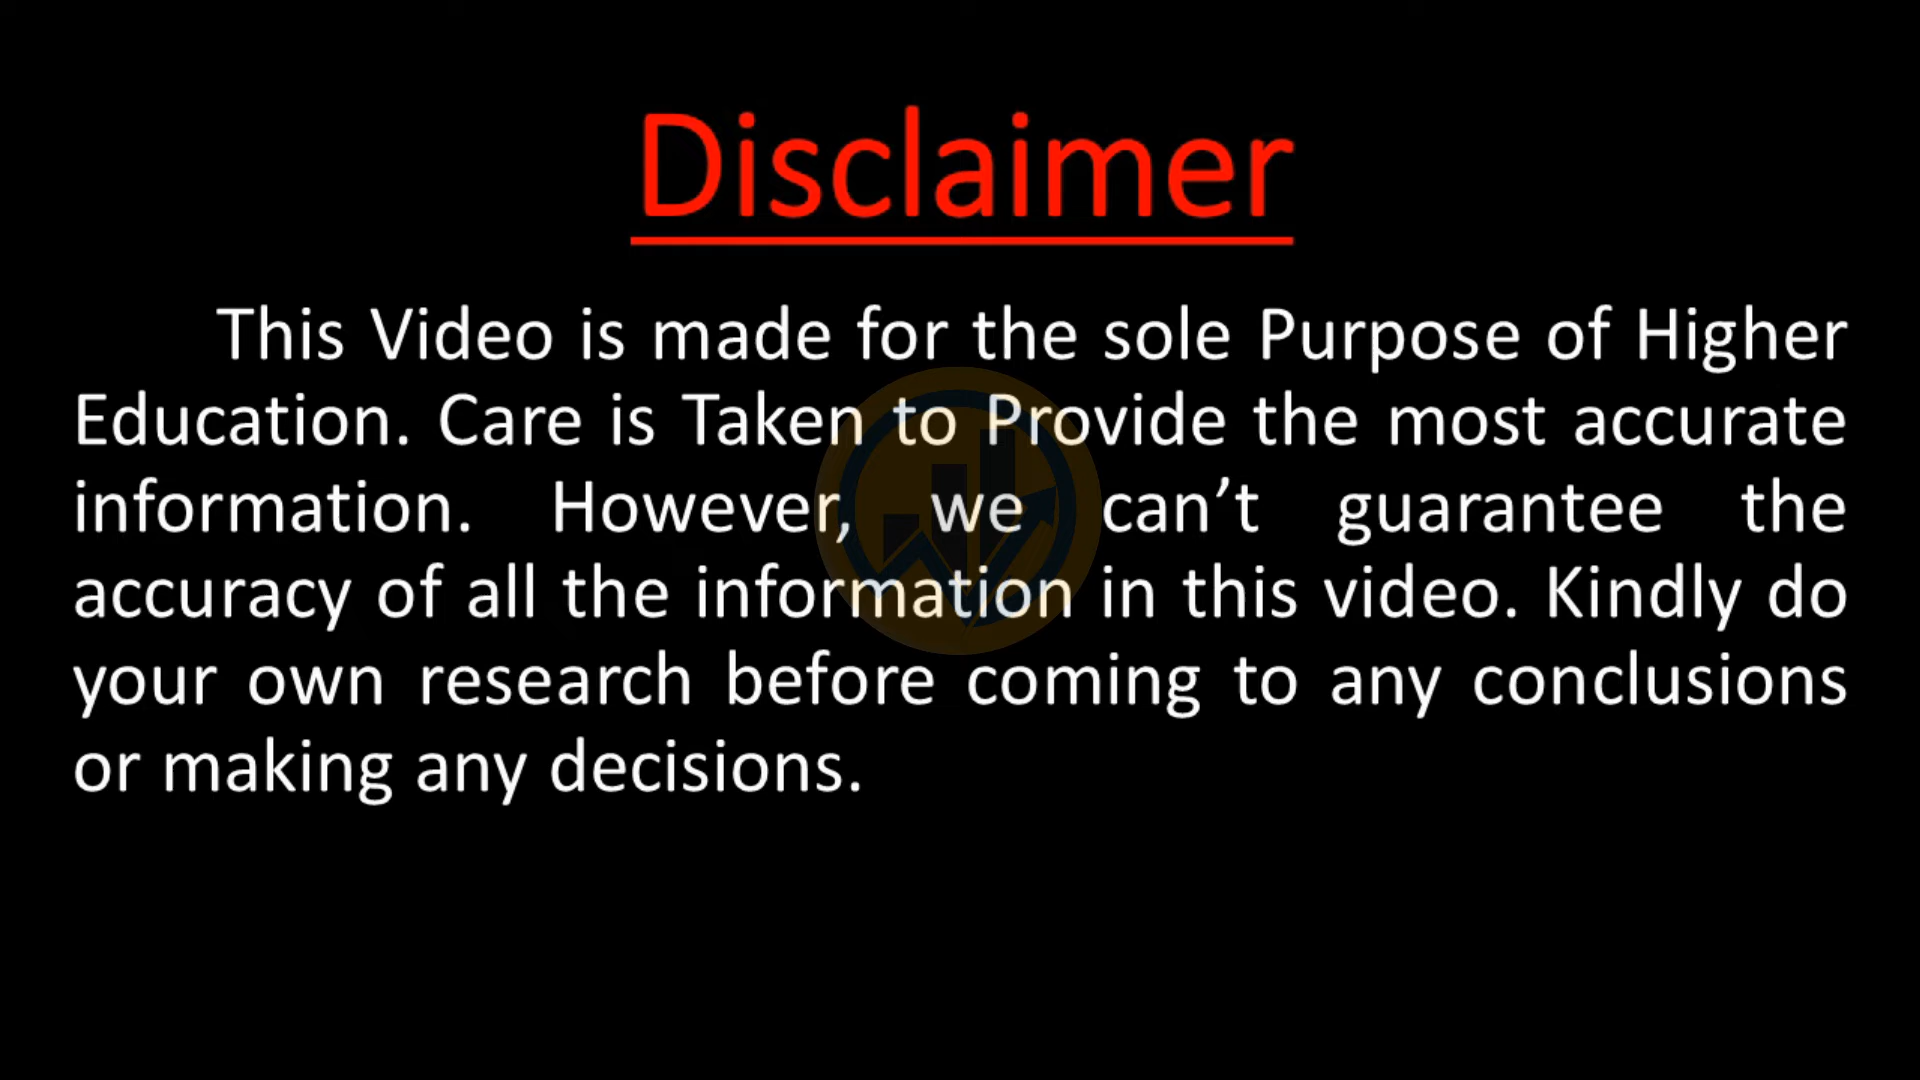 Disclaimer
This Video is made for the sole Purpose of Higher
Education. Care is Taken to Provide the most accurate
information. However, we can’t guarantee the
accuracy of all the information in this video. Kindly do
your own research before coming to any conclusions
or making any decisions.